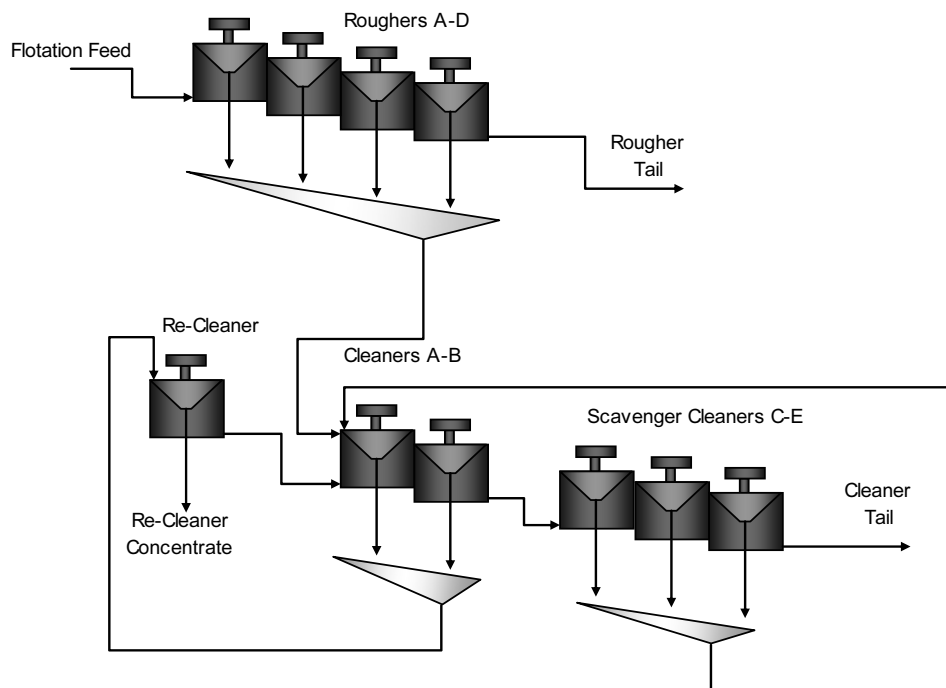 Roughers A-D
Flotation Feed
Rougher
Tail
Re-Cleaner
Cleaners A-B
Scavenger Cleaners C-E
Cleaner
Tail
Re-Cleaner
Concentrate